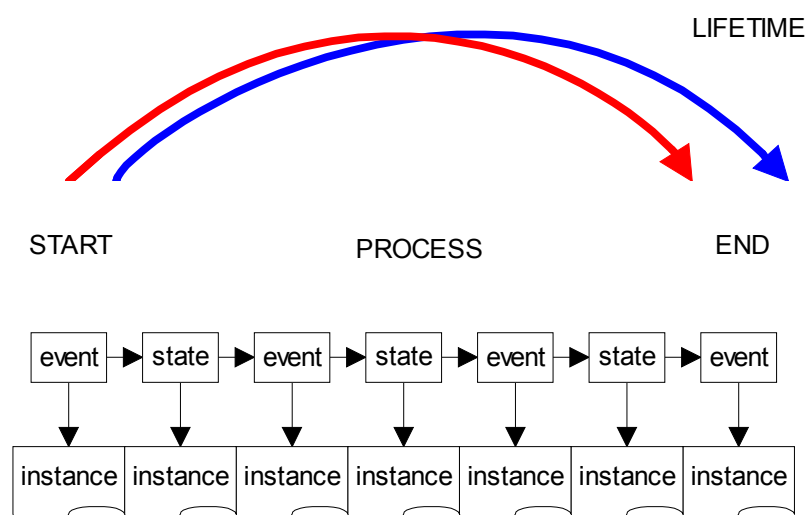 LIFETIME
START PROCESS END
event state event state event state event
instance instance instance instance instance instance instance